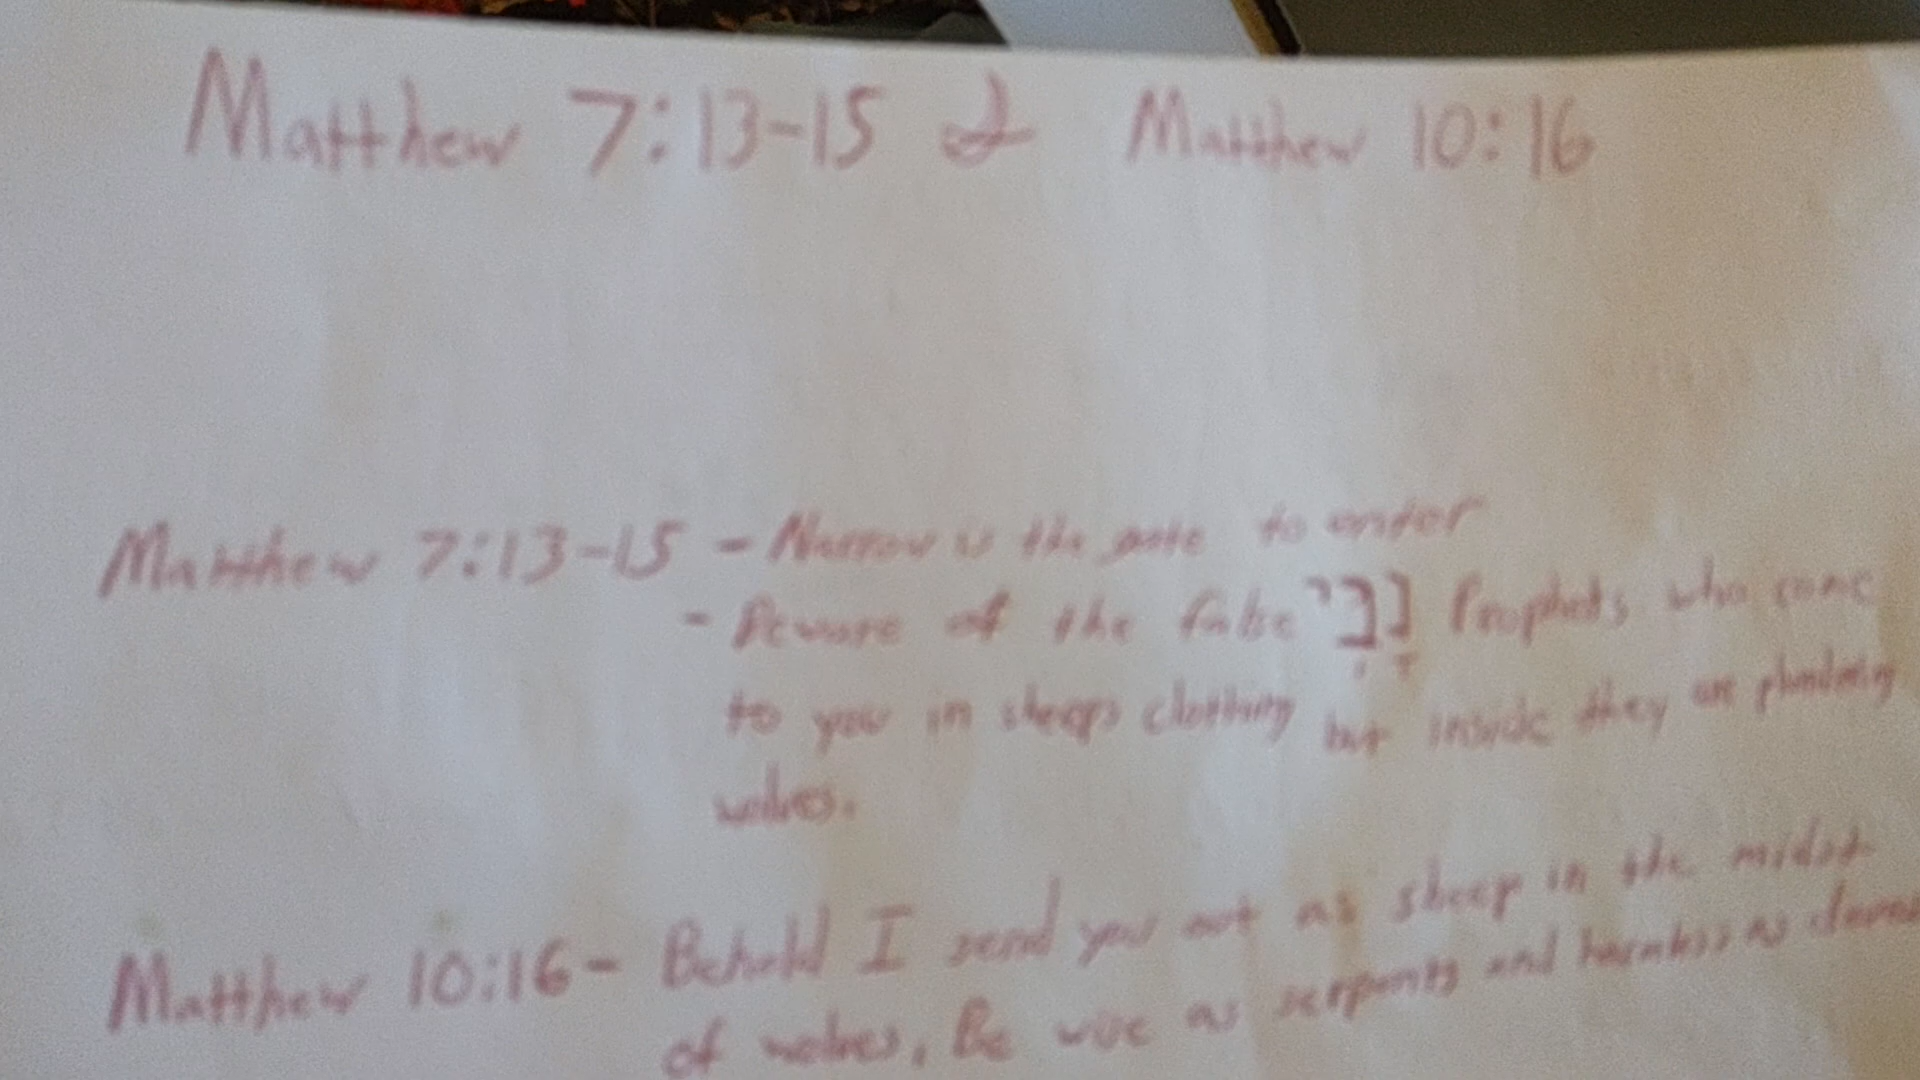 Matthew 7:13-15 & Matthew 10:16
Matthew 7:13-15 - Narrow is the gate to enter
- Beware of the false נָבִי Prophets who come
to you in sheeps clothing but inside they are plundering
wolves.
Matthew 10:16 - Behold I send you out as sheep in the midst
of wolves, Be wise as serpents and harmless as doves